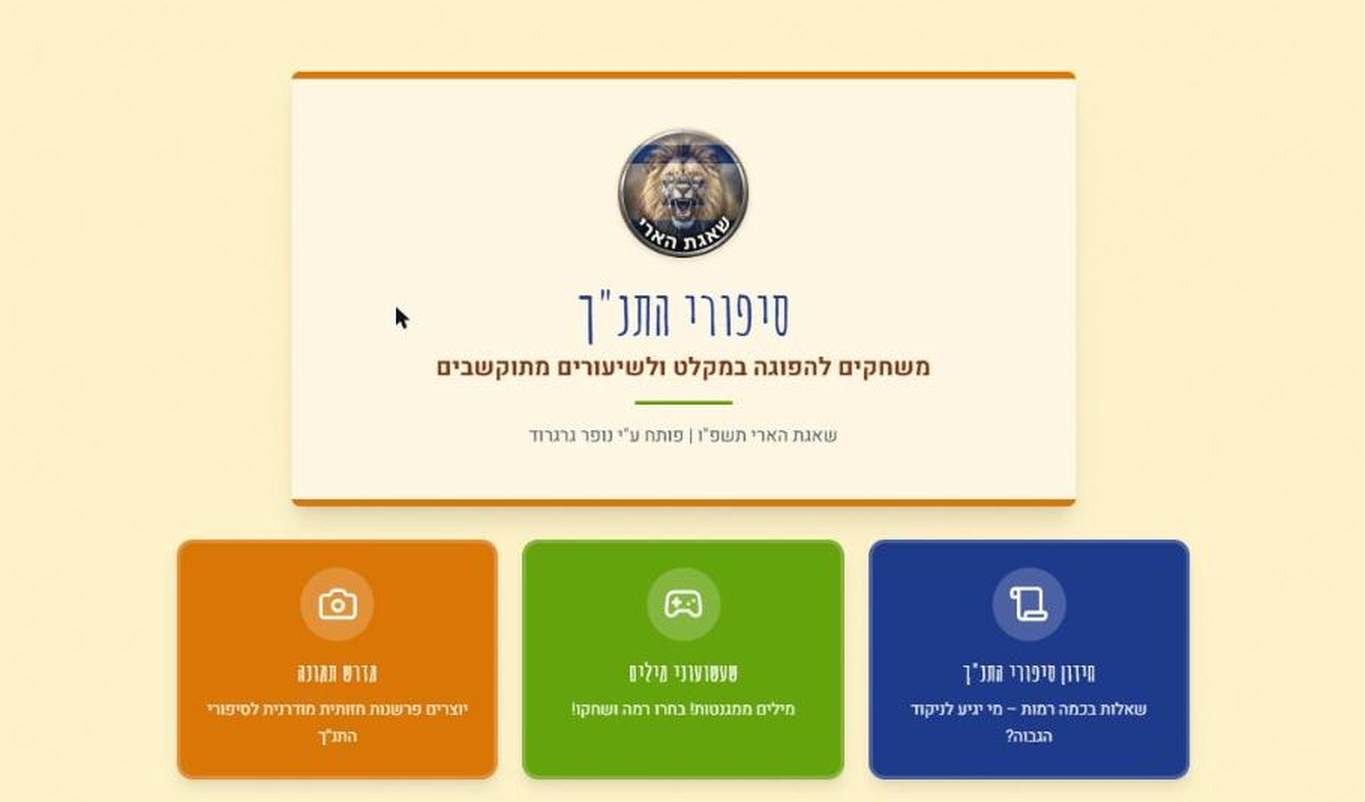 שאגת הארי
סיפורי התנ"ך
משחקים להפוגה במקלט ולשיעורים מתוקשבים
שאגת הארי תשפ"ו | פותח ע"י נופר גרגרוד
חידון סיפורי התנ"ך
שאלות בכמה רמות – מי יגיע לניקוד
הגבוה?
שעשועוני מילים
מילים ממגנטות! בחרו רמה ושחקו!
מדרש תמונה
יוצרים פרשנות חזותית מודרנית לסיפורי
התנ"ך